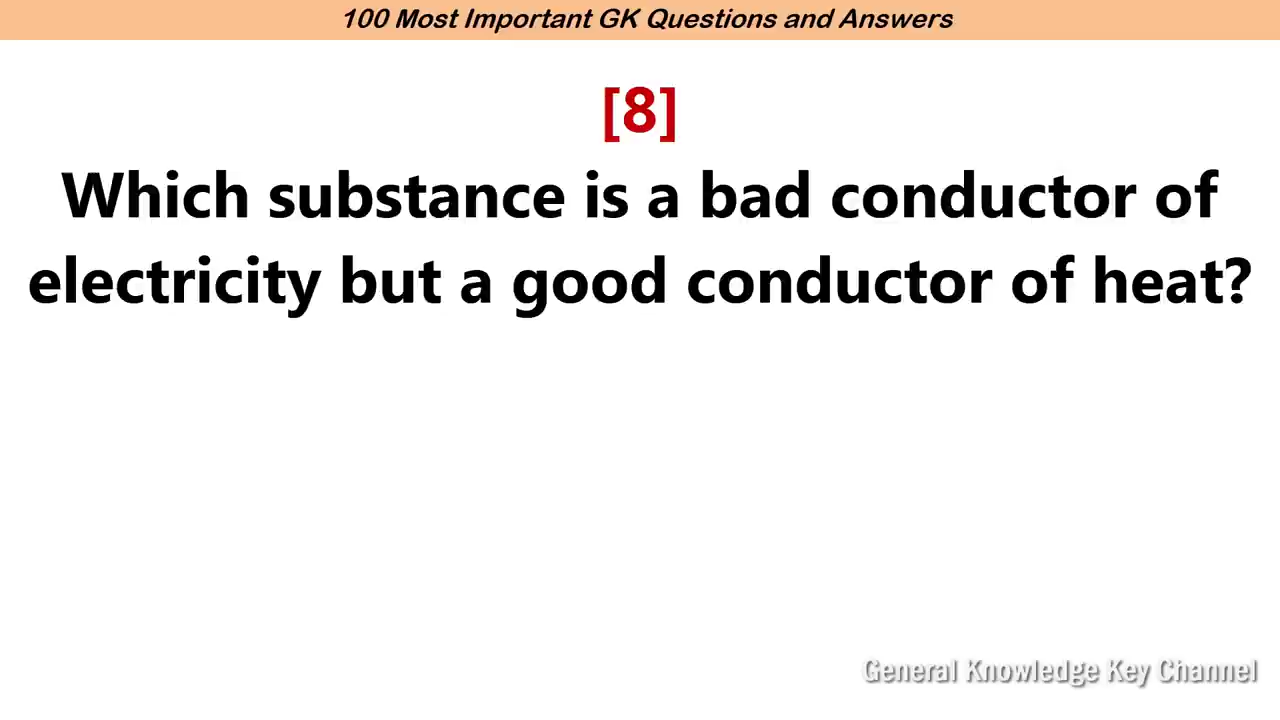 100 Most Important GK Questions and Answers
[8]
Which substance is a bad conductor of
electricity but a good conductor of heat?
General Knowledge Key Channel